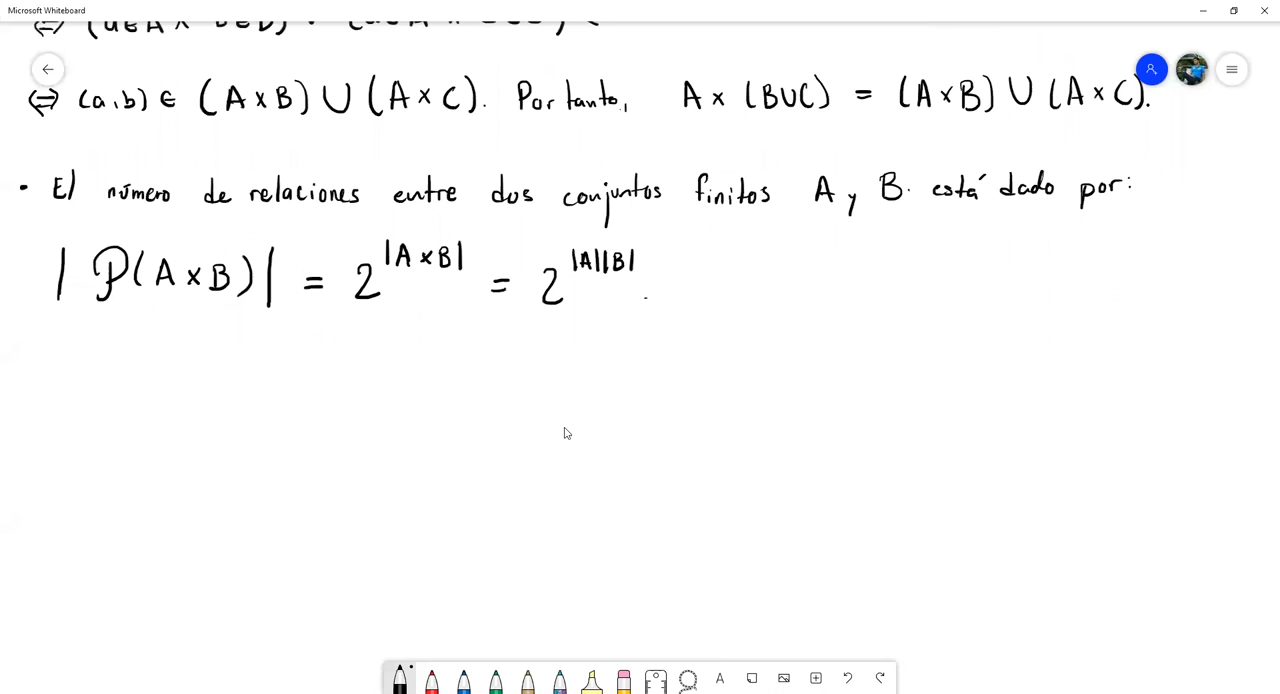 Microsoft Whiteboard
⇔ (a,b) ∈ (A×B) ∪ (A×C). Por tanto, A × (B∪C) = (A×B) ∪ (A×C).
• El número de relaciones entre dos conjuntos finitos A y B. está dado por:
| 𝒫(A×B) | = 2^|A×B| = 2^|A||B| .